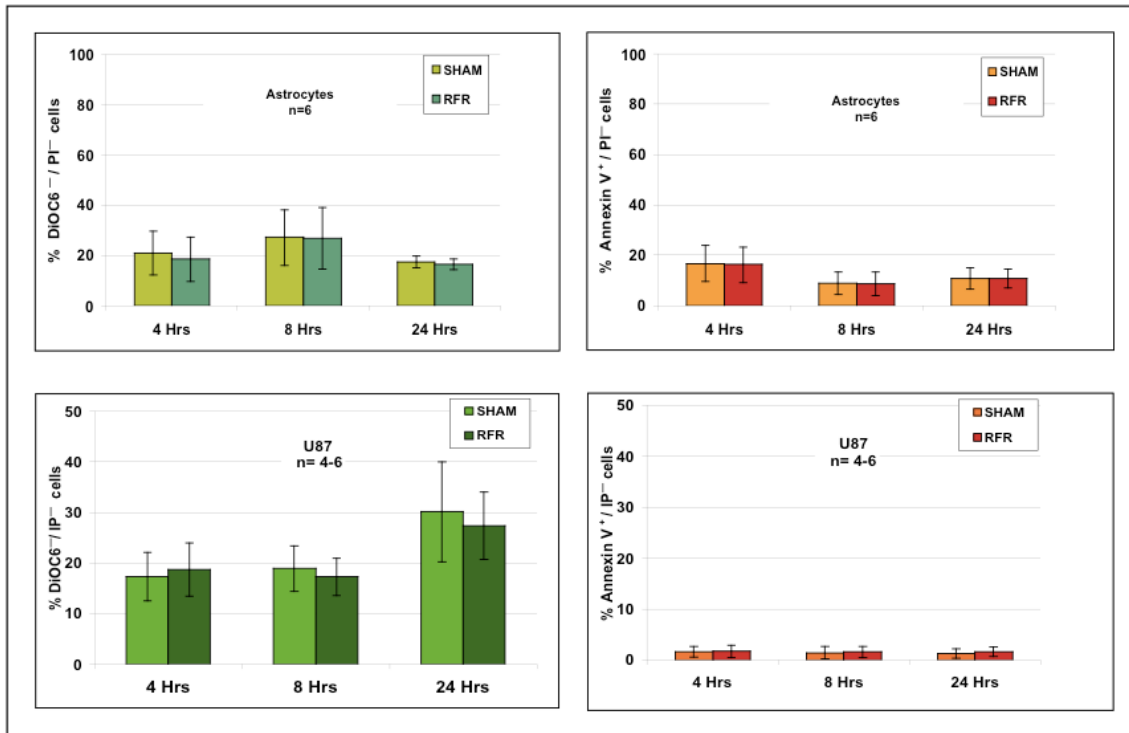 100
80
60
40
20
0
% DiOC6⁻ / PI⁻ cells
Astrocytes
n=6
SHAM
RFR
4 Hrs
8 Hrs
24 Hrs
100
80
60
40
20
0
% Annexin V⁺ / PI⁻ cells
Astrocytes
n=6
SHAM
RFR
4 Hrs
8 Hrs
24 Hrs
50
40
30
20
10
0
% DiOC6⁻/ IP⁻ cells
U87
n= 4-6
SHAM
RFR
4 Hrs
8 Hrs
24 Hrs
50
40
30
20
10
0
% Annexin V⁺ / IP⁻ cells
U87
n= 4-6
SHAM
RFR
4 Hrs
8 Hrs
24 Hrs